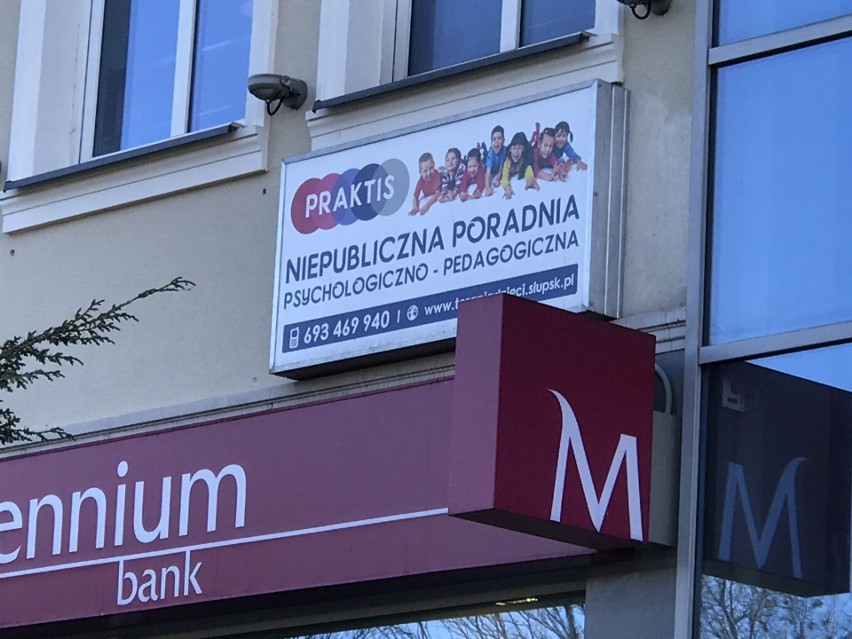 PRAKTIS
NIEPUBLICZNA PORADNIA
PSYCHOLOGICZNO - PEDAGOGICZNA
693 469 940 |
M
ennium
bank
M